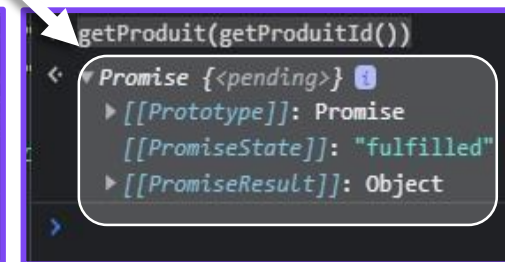 getProduit(getProduitId())
Promise {<pending>} i
[[Prototype]]: Promise
[[PromiseState]]: "fulfilled"
[[PromiseResult]]: Object